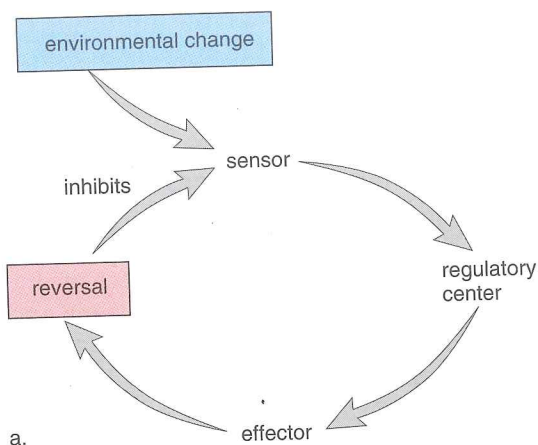 environmental change
sensor
inhibits
regulatory
center
reversal
effector
a.